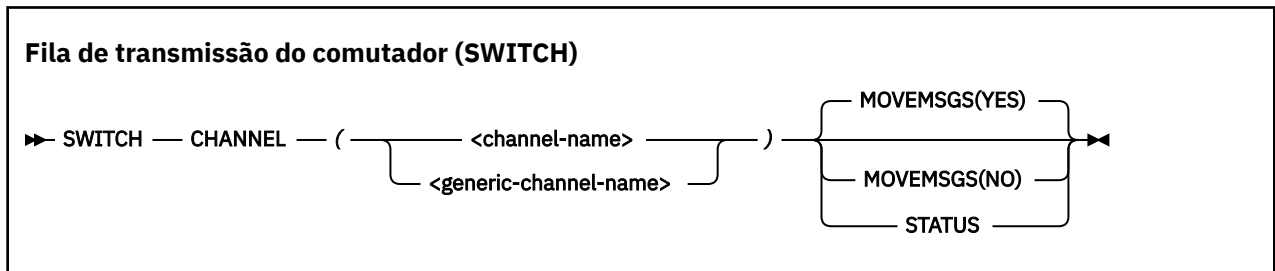 Fila de transmissão do comutador (SWITCH)
MOVEMSGS(YES)
SWITCH CHANNEL ( <channel-name> )
<generic-channel-name> MOVEMSGS(NO)
STATUS